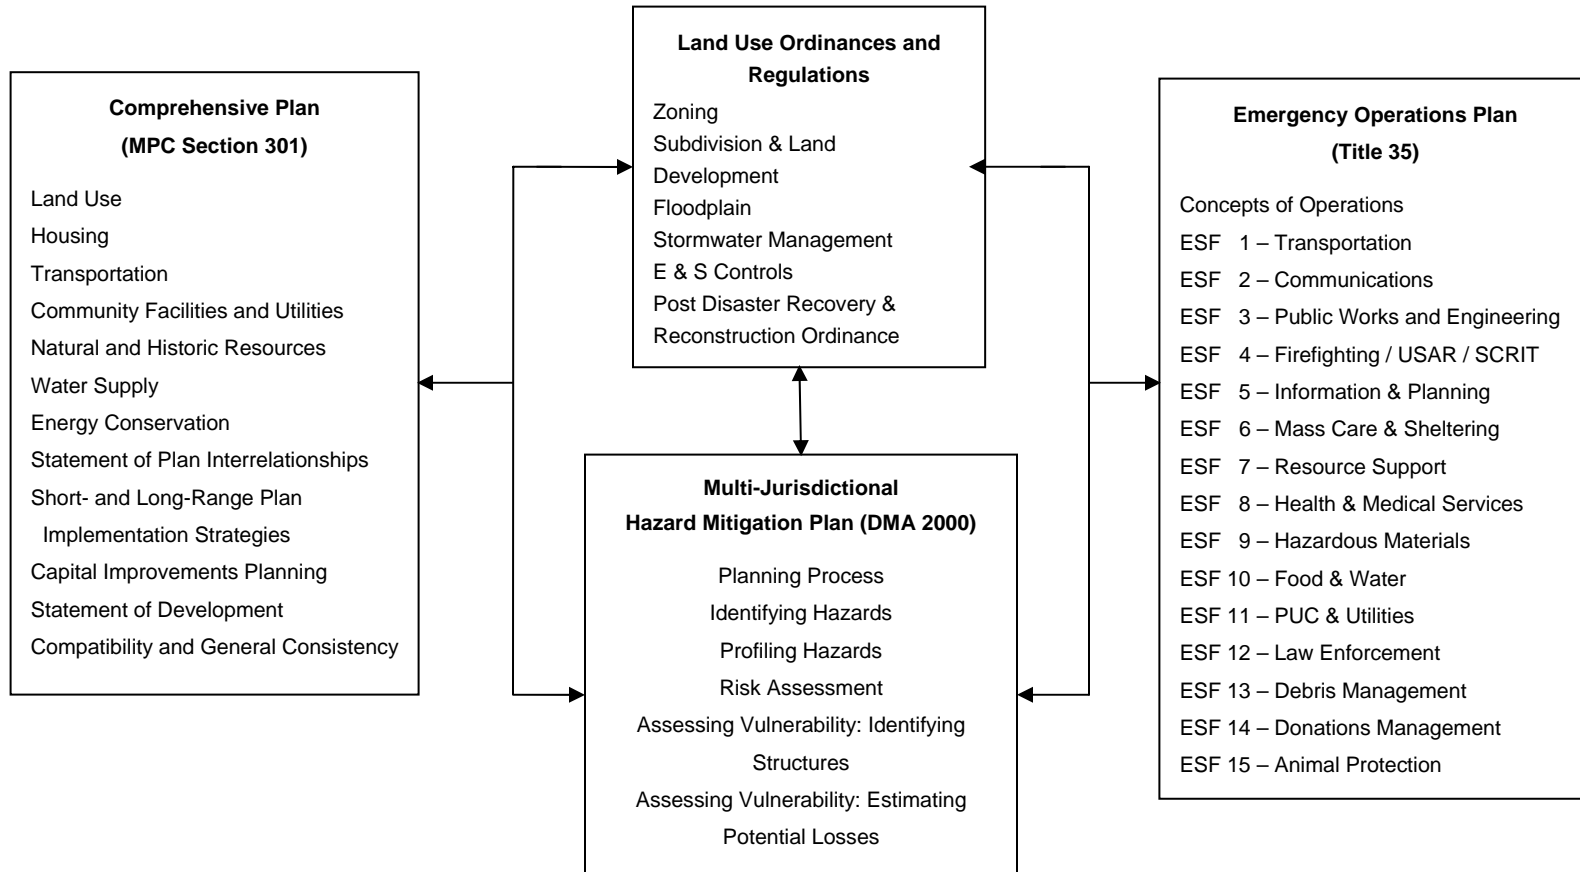 Comprehensive Plan
(MPC Section 301)
Land Use
Housing
Transportation
Community Facilities and Utilities
Natural and Historic Resources
Water Supply
Energy Conservation
Statement of Plan Interrelationships
Short- and Long-Range Plan
Implementation Strategies
Capital Improvements Planning
Statement of Development
Compatibility and General Consistency
Land Use Ordinances and
Regulations
Zoning
Subdivision & Land
Development
Floodplain
Stormwater Management
E & S Controls
Post Disaster Recovery &
Reconstruction Ordinance
Multi-Jurisdictional
Hazard Mitigation Plan (DMA 2000)
Planning Process
Identifying Hazards
Profiling Hazards
Risk Assessment
Assessing Vulnerability: Identifying
Structures
Assessing Vulnerability: Estimating
Potential Losses
Emergency Operations Plan
(Title 35)
Concepts of Operations
ESF 1 – Transportation
ESF 2 – Communications
ESF 3 – Public Works and Engineering
ESF 4 – Firefighting / USAR / SCRIT
ESF 5 – Information & Planning
ESF 6 – Mass Care & Sheltering
ESF 7 – Resource Support
ESF 8 – Health & Medical Services
ESF 9 – Hazardous Materials
ESF 10 – Food & Water
ESF 11 – PUC & Utilities
ESF 12 – Law Enforcement
ESF 13 – Debris Management
ESF 14 – Donations Management
ESF 15 – Animal Protection